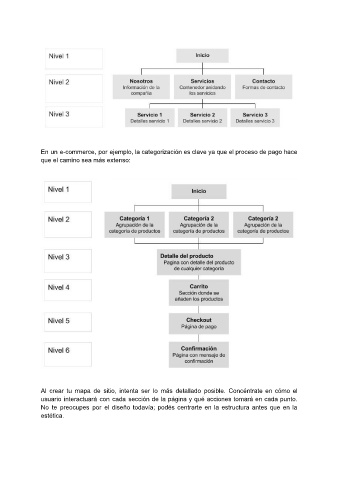 Nivel 1
Inicio
Nivel 2
Nosotros
Información de la
compañía
Servicios
Contenedor anidando
los servicios
Contacto
Formas de contacto
Nivel 3
Servicio 1
Detalles servicio 1
Servicio 2
Detalles servicio 2
Servicio 3
Detalles servicio 3
En un e-commerce, por ejemplo, la categorización es clave ya que el proceso de pago hace
que el camino sea más extenso:
Nivel 1
Inicio
Nivel 2
Categoría 1
Agrupación de la
categoría de productos
Categoría 2
Agrupación de la
categoría de productos
Categoría 2
Agrupación de la
categoría de productos
Nivel 3
Detalle del producto
Pagina con detalle del producto
de cualquier categoría
Nivel 4
Carrito
Sección donde se
añaden los productos
Nivel 5
Checkout
Página de pago
Nivel 6
Confirmación
Página con mensaje de
confirmación
Al crear tu mapa de sitio, intenta ser lo más detallado posible. Concéntrate en cómo el
usuario interactuará con cada sección de la página y qué acciones tomará en cada punto.
No te preocupes por el diseño todavía; podés centrarte en la estructura antes que en la
estética.